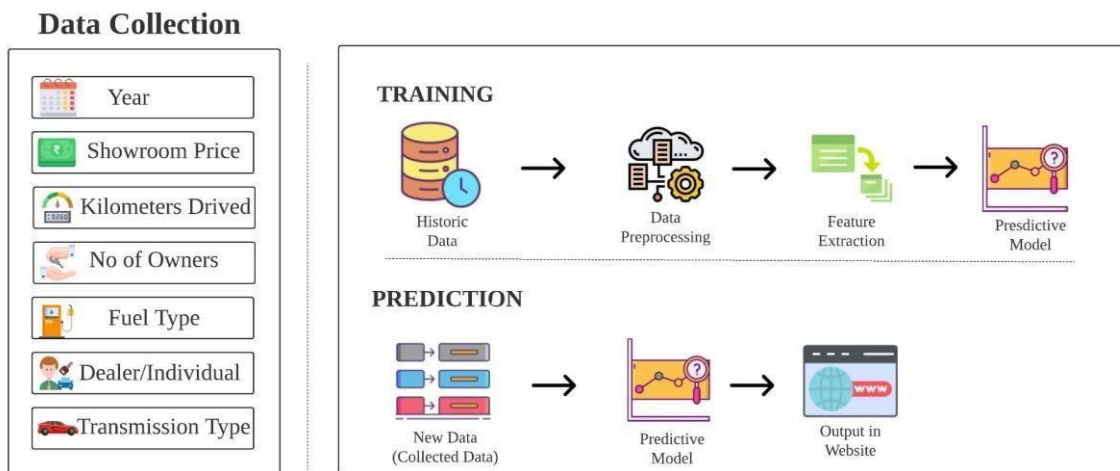 Data Collection
Year
Showroom Price
Kilometers Drived
No of Owners
Fuel Type
Dealer/Individual
Transmission Type
TRAINING
Historic
Data
Data
Preprocessing
Feature
Extraction
Presdictive
Model
PREDICTION
New Data
(Collected Data)
Predictive
Model
www
Output in
Website